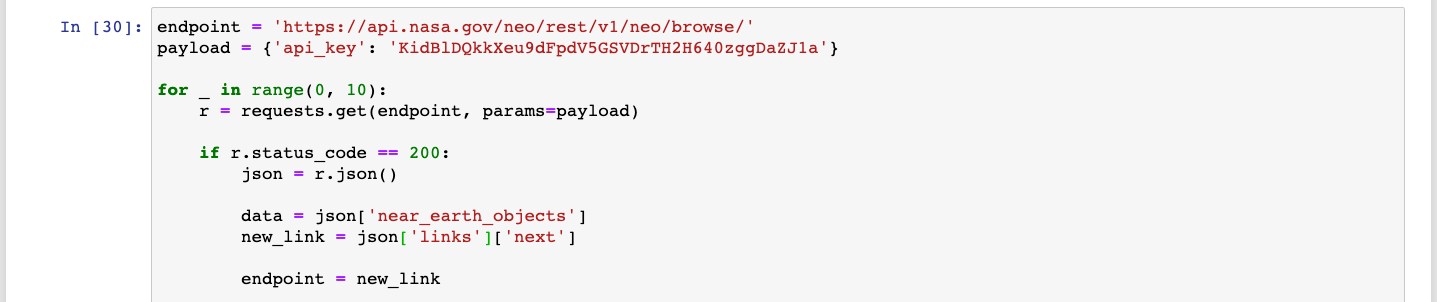 In [30]: endpoint = 'https://api.nasa.gov/neo/rest/v1/neo/browse/'
payload = {'api_key': 'KidBlDQkkXeu9dFpdV5GSVDrTH2H640zggDaZJ1a'}
for _ in range(0, 10):
r = requests.get(endpoint, params=payload)
if r.status_code == 200:
json = r.json()
data = json['near_earth_objects']
new_link = json['links']['next']
endpoint = new_link